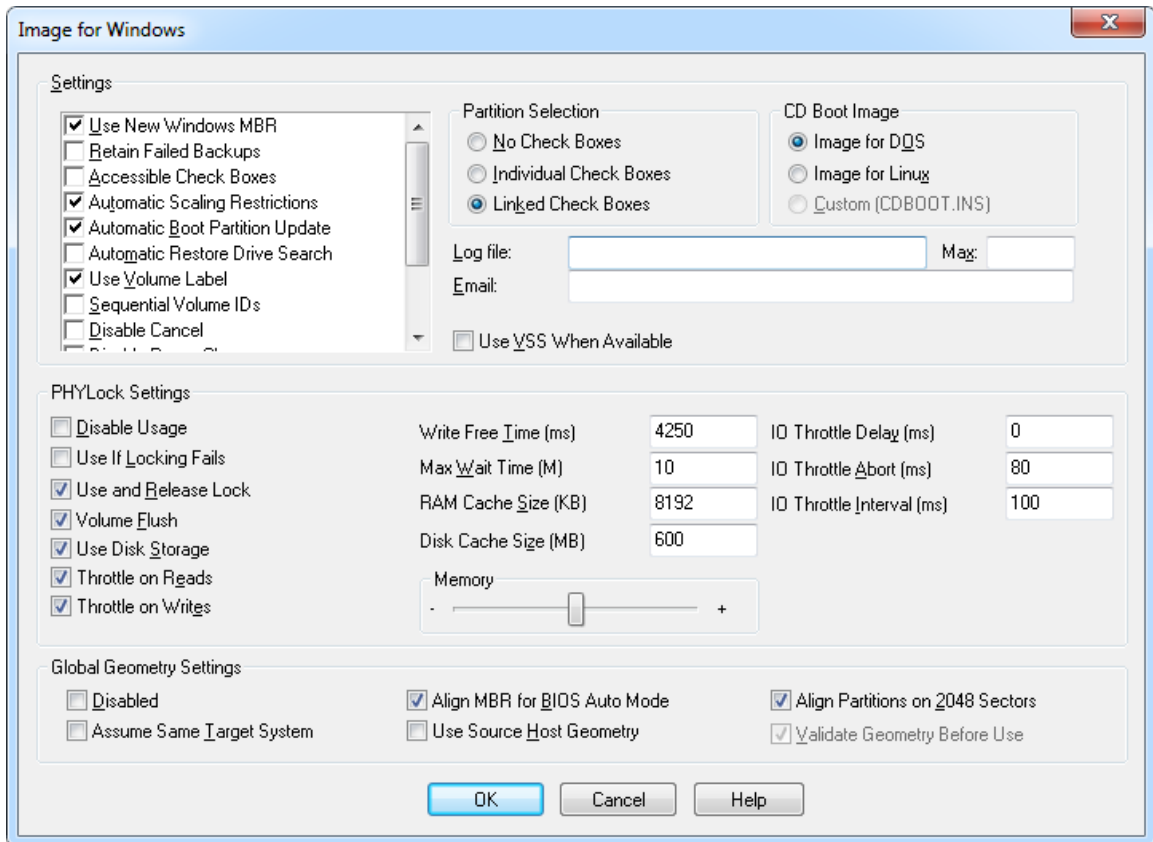 Image for Windows
Settings
Use New Windows MBR
Retain Failed Backups
Accessible Check Boxes
Automatic Scaling Restrictions
Automatic Boot Partition Update
Automatic Restore Drive Search
Use Volume Label
Sequential Volume IDs
Disable Cancel
Partition Selection
No Check Boxes
Individual Check Boxes
Linked Check Boxes
CD Boot Image
Image for DOS
Image for Linux
Custom (CDBOOT.INS)
Log file:
Max:
Email:
Use VSS When Available
PHYLock Settings
Disable Usage
Use If Locking Fails
Use and Release Lock
Volume Flush
Use Disk Storage
Throttle on Reads
Throttle on Writes
Write Free Time (ms) 4250
Max Wait Time (M) 10
RAM Cache Size (KB) 8192
Disk Cache Size (MB) 600
IO Throttle Delay (ms) 0
IO Throttle Abort (ms) 80
IO Throttle Interval (ms) 100
Memory
- +
Global Geometry Settings
Disabled
Assume Same Target System
Align MBR for BIOS Auto Mode
Use Source Host Geometry
Align Partitions on 2048 Sectors
Validate Geometry Before Use
OK Cancel Help